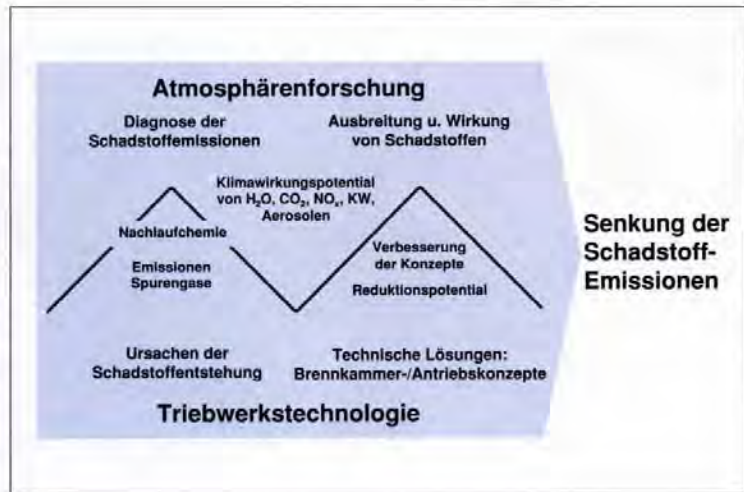 Atmosphärenforschung
Diagnose der
Schadstoffemissionen
Ausbreitung u. Wirkung
von Schadstoffen
Klimawirkungspotential
von H₂O, CO₂, NOₓ, KW,
Aerosolen
Nachlaufchemie
Emissionen
Spurengase
Verbesserung
der Konzepte
Reduktionspotential
Ursachen der
Schadstoffentstehung
Technische Lösungen:
Brennkammer-/Antriebskonzepte
Triebwerkstechnologie
Senkung der
Schadstoff-
Emissionen